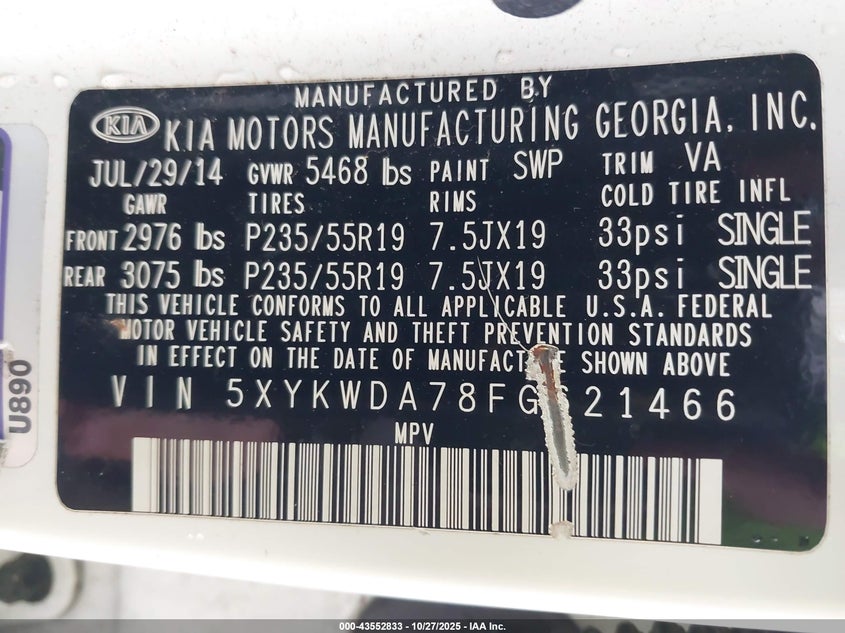 MANUFACTURED BY
KIA KIA MOTORS MANUFACTURING GEORGIA, INC.
JUL/29/14 GVWR 5468 lbs PAINT SWP TRIM VA
GAWR TIRES RIMS COLD TIRE INFL
FRONT 2976 lbs P235/55R19 7.5JX19 33psi SINGLE
REAR 3075 lbs P235/55R19 7.5JX19 33psi SINGLE
THIS VEHICLE CONFORMS TO ALL APPLICABLE U.S.A. FEDERAL
MOTOR VEHICLE SAFETY AND THEFT PREVENTION STANDARDS
IN EFFECT ON THE DATE OF MANUFACTURE SHOWN ABOVE
VIN 5XYKWDA78FG 21466
MPV
U890
000-43552833 - 10/27/2025 - IAA Inc.